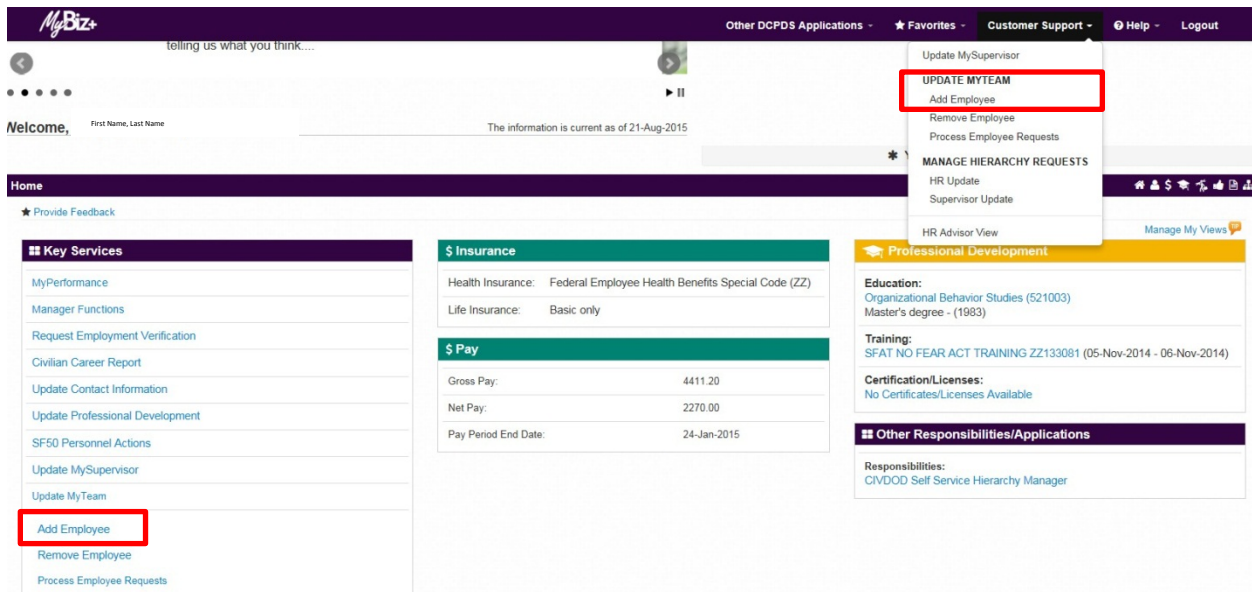 MyBiz+
Other DCPDS Applications
Favorites
Customer Support
Help
Logout
telling us what you think....
Update MySupervisor
UPDATE MYTEAM
Add Employee
Remove Employee
Process Employee Requests
MANAGE HIERARCHY REQUESTS
HR Update
Supervisor Update
HR Advisor View
Welcome, First Name, Last Name
The information is current as of 21-Aug-2015
Home
Provide Feedback
Manage My Views
Key Services
MyPerformance
Manager Functions
Request Employment Verification
Civilian Career Report
Update Contact Information
Update Professional Development
SF50 Personnel Actions
Update MySupervisor
Update MyTeam
Add Employee
Remove Employee
Process Employee Requests
$ Insurance
Health Insurance: Federal Employee Health Benefits Special Code (ZZ)
Life Insurance: Basic only
$ Pay
Gross Pay: 4411.20
Net Pay: 2270.00
Pay Period End Date: 24-Jan-2015
Professional Development
Education:
Organizational Behavior Studies (521003)
Master's degree - (1983)
Training:
SFAT NO FEAR ACT TRAINING ZZ133081 (05-Nov-2014 - 06-Nov-2014)
Certification/Licenses:
No Certificates/Licenses Available
Other Responsibilities/Applications
Responsibilities:
CIVDOD Self Service Hierarchy Manager